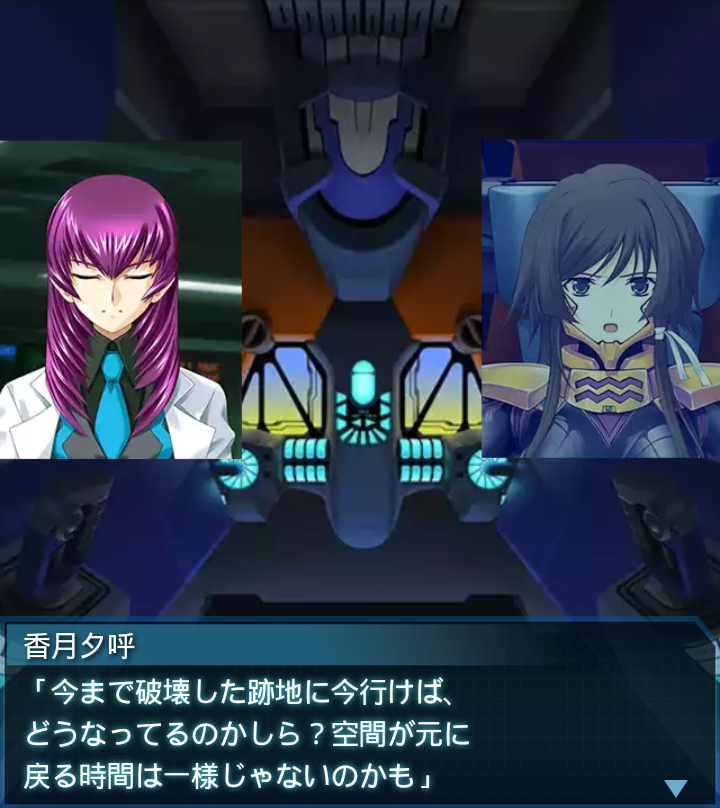 香月夕呼
「今まで破壊した跡地に今行けば、
どうなってるのかしら？空間が元に
戻る時間は一様じゃないのかも」